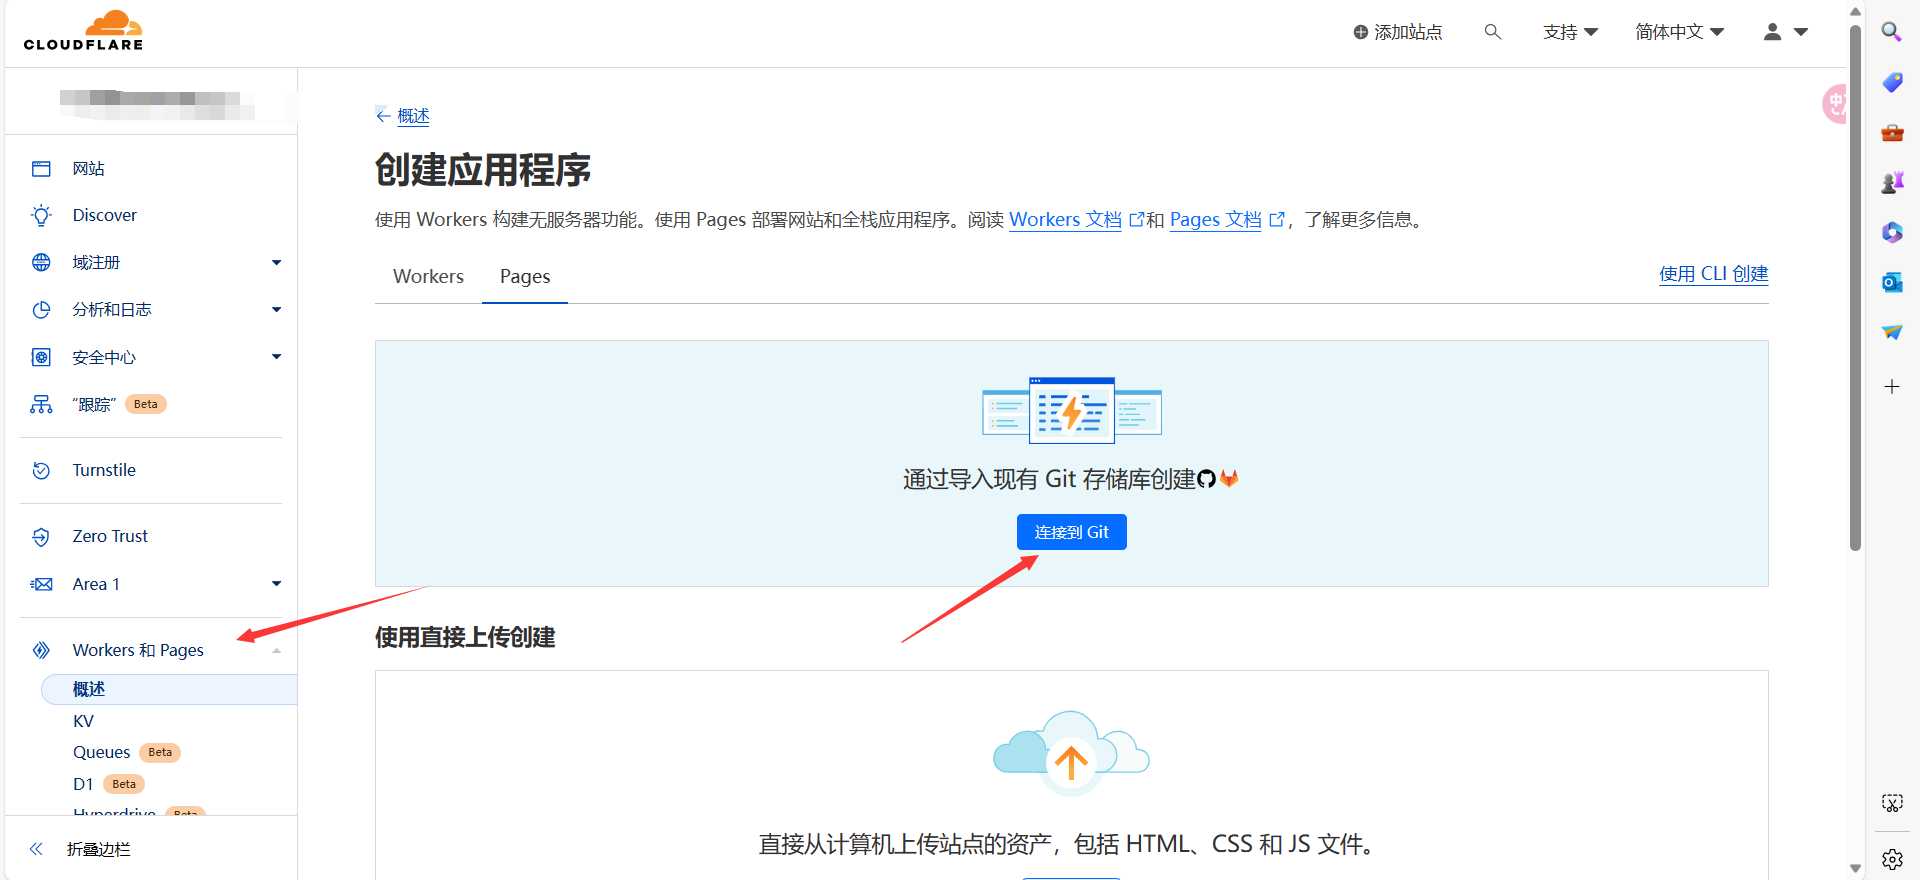 CLOUDFLARE
添加站点
支持
简体中文
网站
Discover
域注册
分析和日志
安全中心
“跟踪” Beta
Turnstile
Zero Trust
Area 1
Workers 和 Pages
概述
KV
Queues Beta
D1 Beta
Hyperdrive Beta
折叠边栏
概述
创建应用程序
使用 Workers 构建无服务器功能。使用 Pages 部署网站和全栈应用程序。阅读 Workers 文档 和 Pages 文档 ，了解更多信息。
Workers Pages
使用 CLI 创建
通过导入现有 Git 存储库创建
连接到 Git
使用直接上传创建
直接从计算机上传站点的资产，包括 HTML、CSS 和 JS 文件。